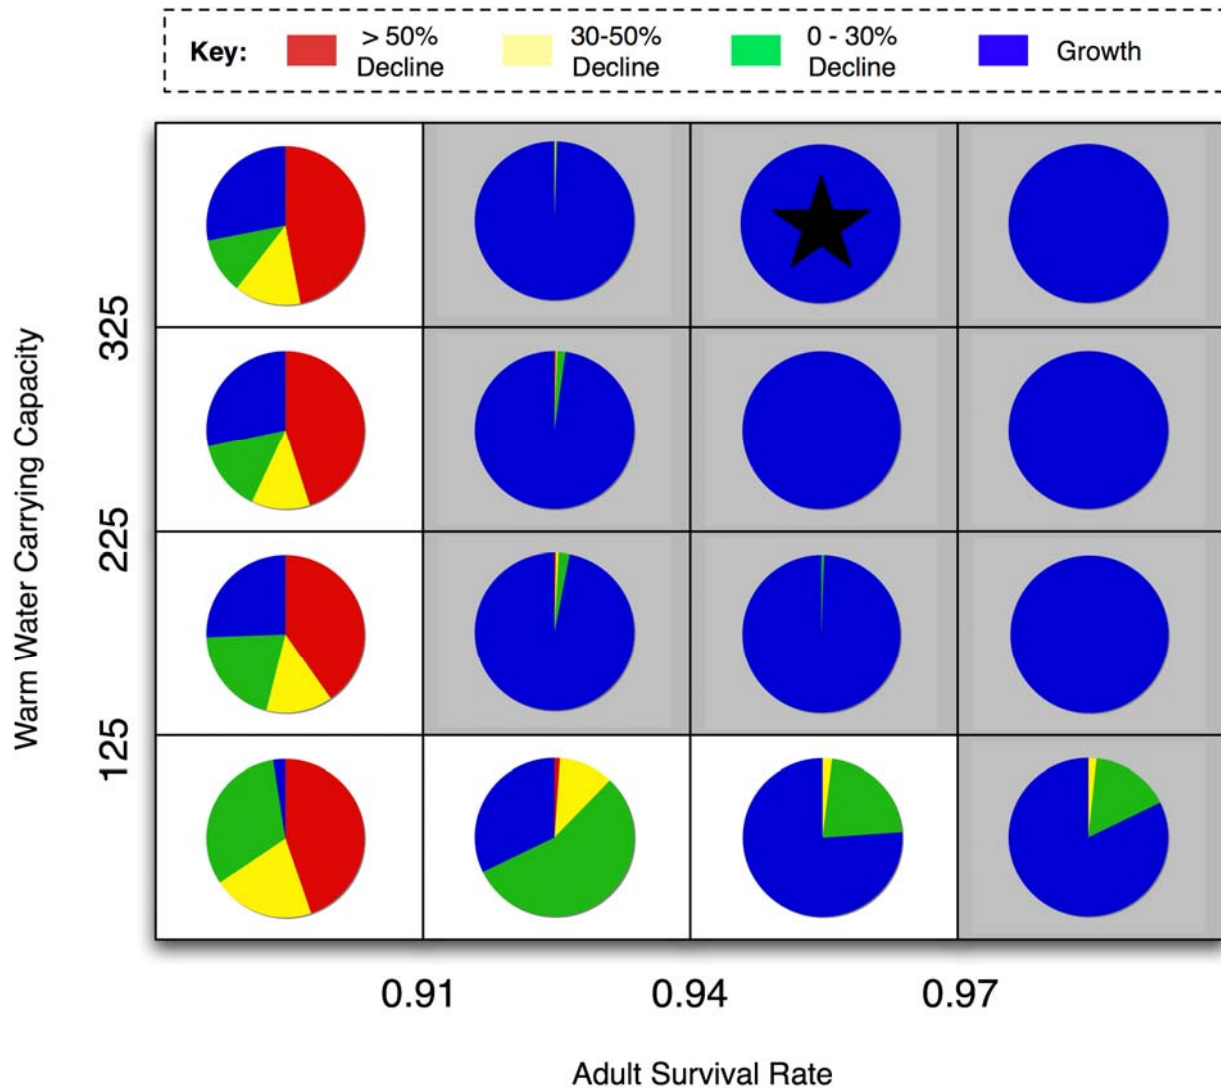 Key:
> 50%
Decline
30-50%
Decline
0 - 30%
Decline
Growth
Warm Water Carrying Capacity
325
225
125
0.91
0.94
0.97
Adult Survival Rate